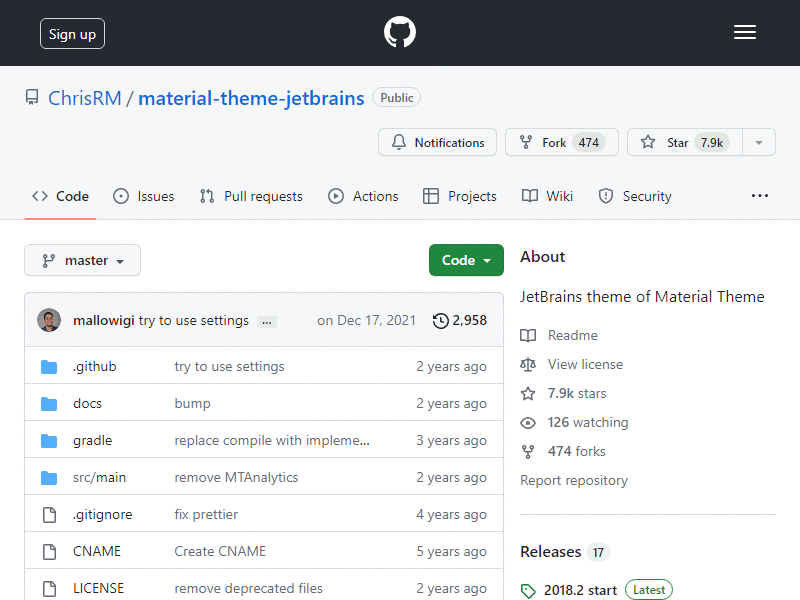 Sign up
ChrisRM / material-theme-jetbrains Public
Notifications Fork 474 Star 7.9k
Code Issues Pull requests Actions Projects Wiki Security ...
master Code
mallowigi try to use settings ... on Dec 17, 2021 2,958
.github try to use settings 2 years ago
docs bump 2 years ago
gradle replace compile with impleme... 3 years ago
src/main remove MTAnalytics 2 years ago
.gitignore fix prettier 4 years ago
CNAME Create CNAME 5 years ago
LICENSE remove deprecated files 2 years ago
About
JetBrains theme of Material Theme
Readme
View license
7.9k stars
126 watching
474 forks
Report repository
Releases 17
2018.2 start Latest